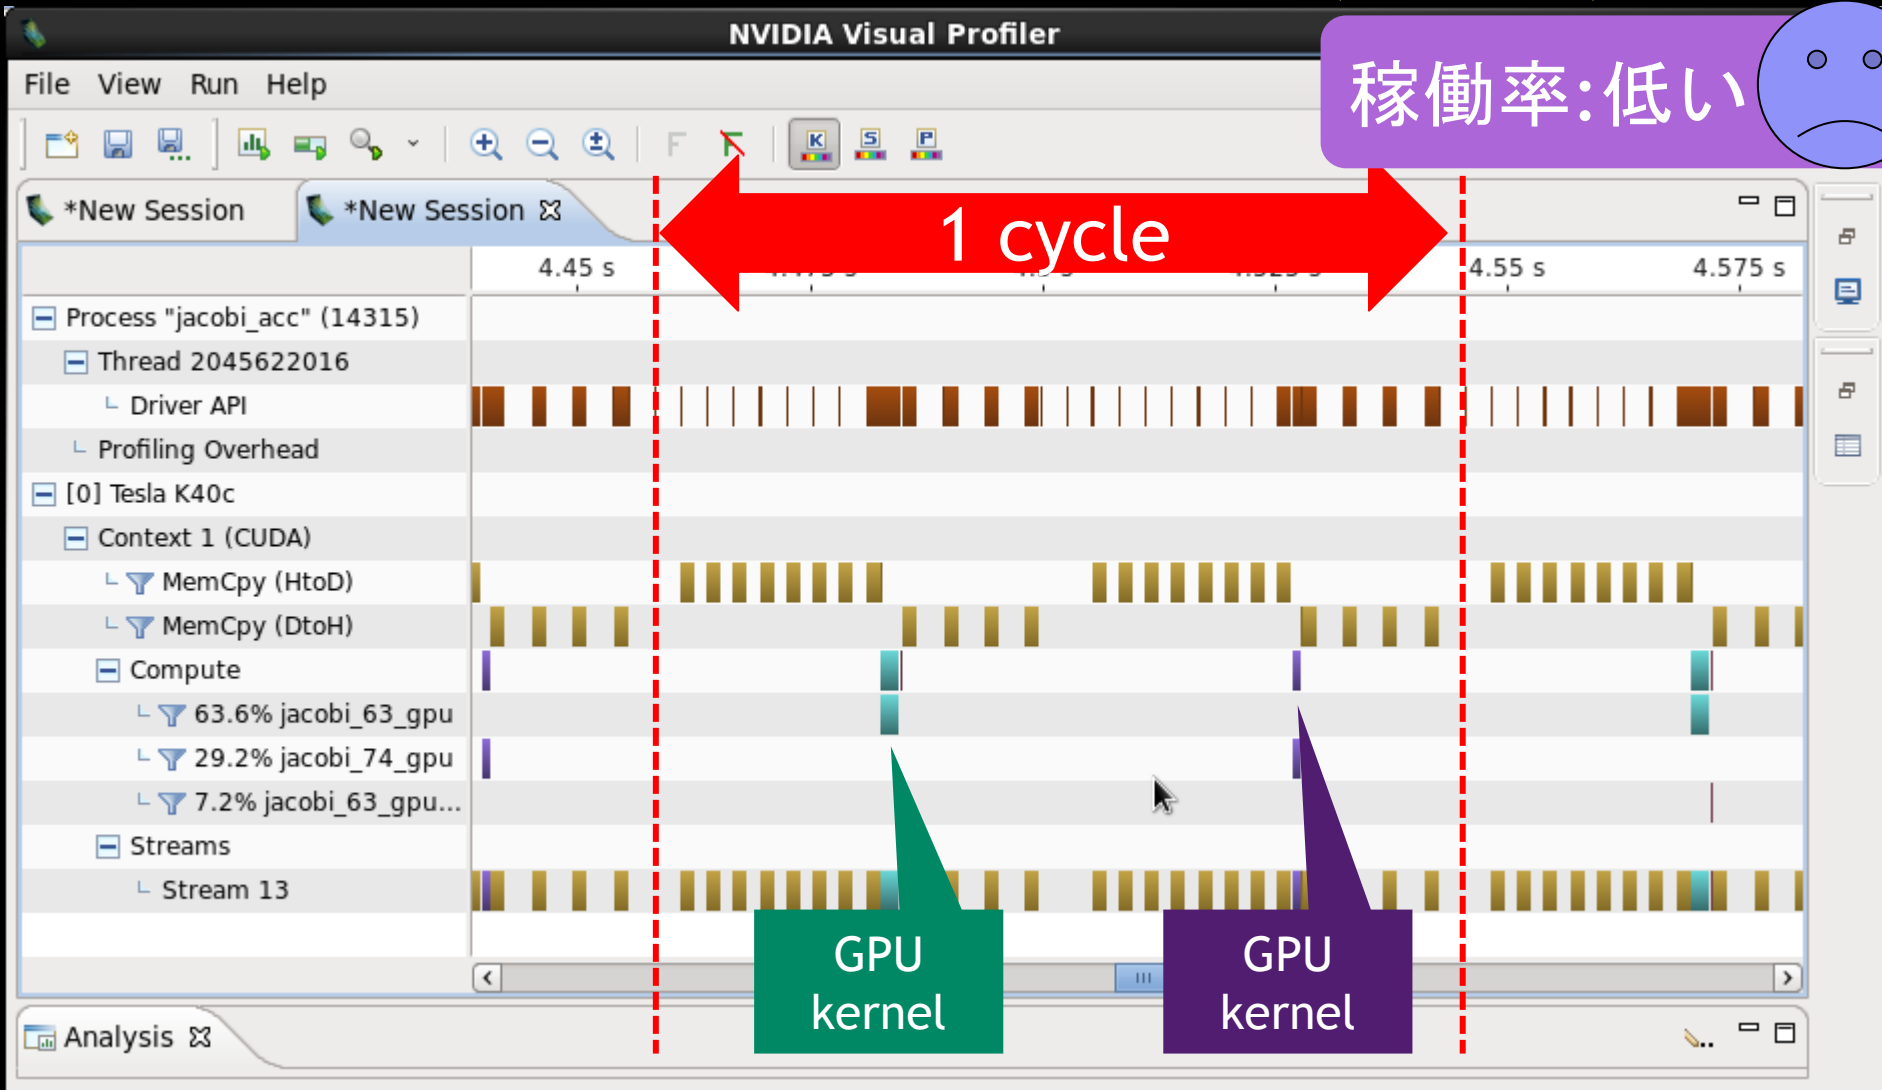 NVIDIA Visual Profiler
稼働率:低い
File View Run Help
F F K S P
*New Session *New Session
1 cycle
4.45 s 4.55 s 4.575 s
Process "jacobi_acc" (14315)
Thread 2045622016
Driver API
Profiling Overhead
[0] Tesla K40c
Context 1 (CUDA)
MemCpy (HtoD)
MemCpy (DtoH)
Compute
63.6% jacobi_63_gpu
29.2% jacobi_74_gpu
7.2% jacobi_63_gpu...
Streams
Stream 13
GPU
kernel
GPU
kernel
Analysis